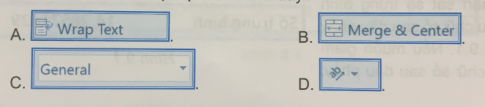 A. Wrap Text. B. Merge & Center
C. General. D. .